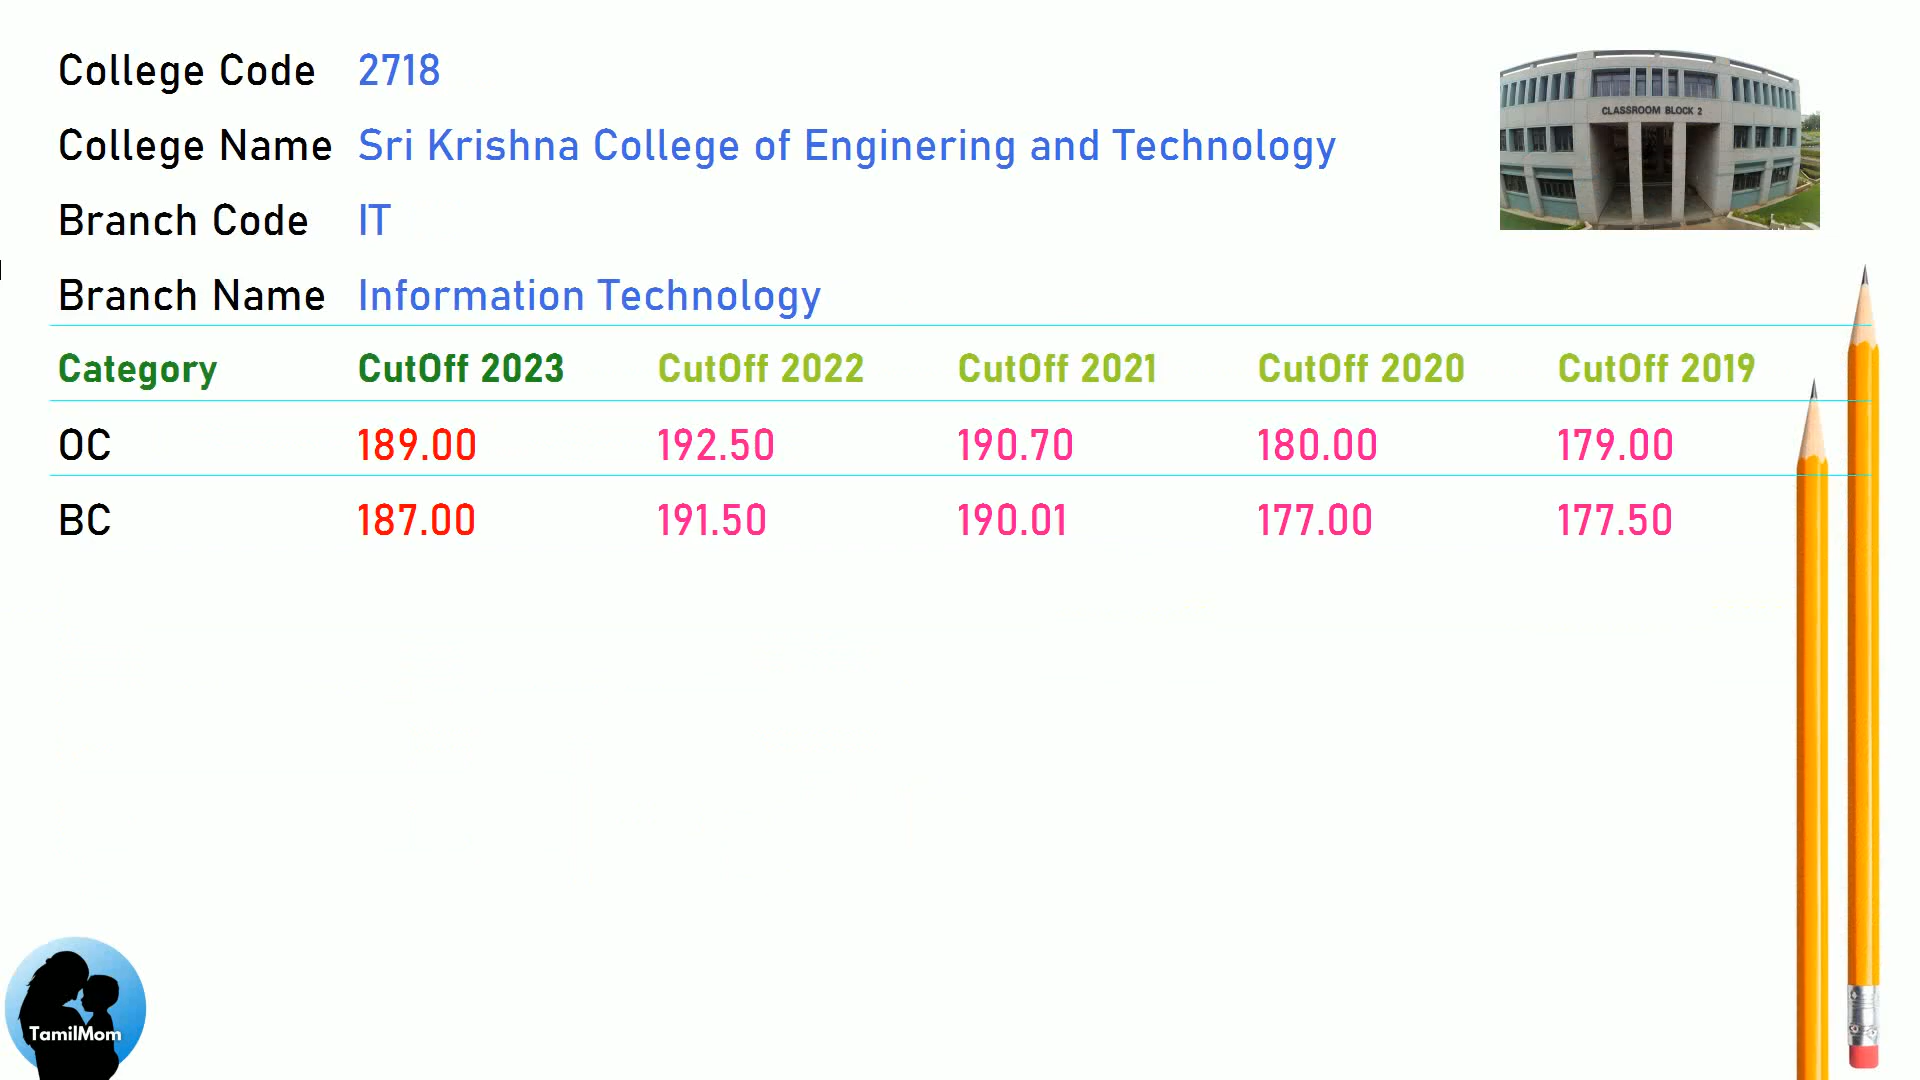 College Code 2718
College Name Sri Krishna College of Enginering and Technology
Branch Code IT
Branch Name Information Technology
CLASSROOM BLOCK 2
Category CutOff 2023 CutOff 2022 CutOff 2021 CutOff 2020 CutOff 2019
OC 189.00 192.50 190.70 180.00 179.00
BC 187.00 191.50 190.01 177.00 177.50
TamilMom